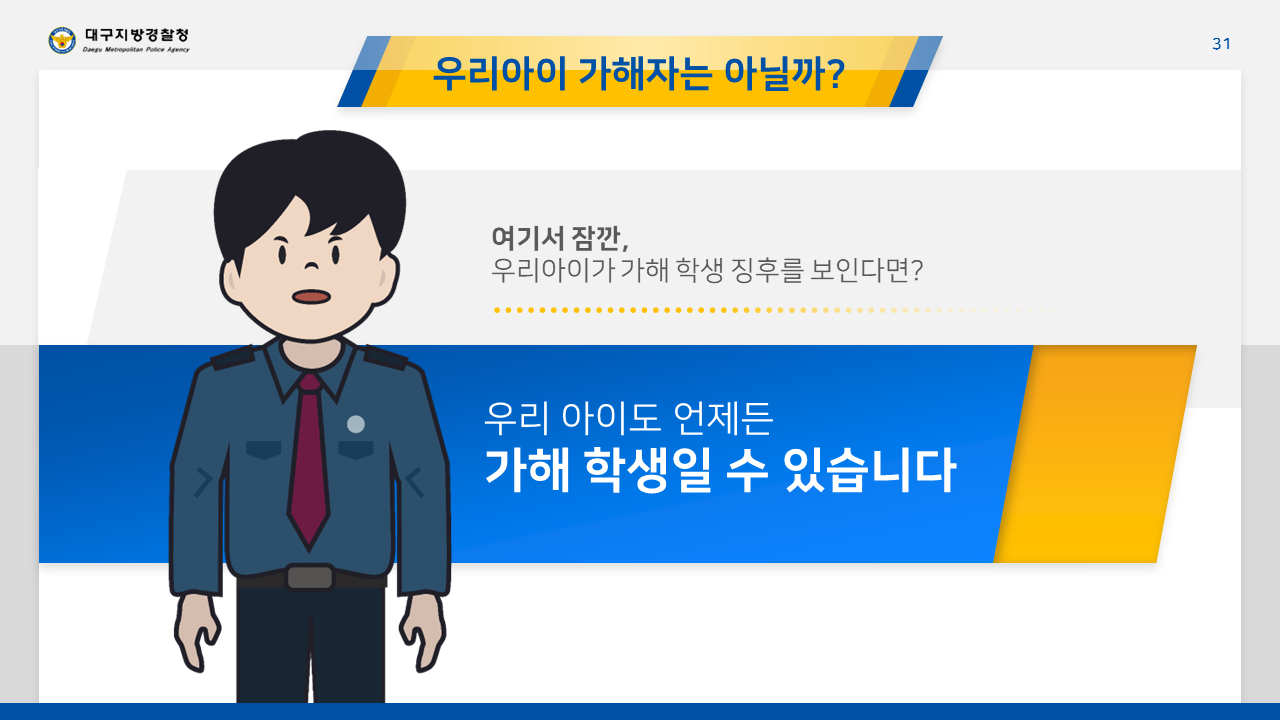 대구지방경찰청
Daegu Metropolitan Police Agency
31
우리아이 가해자는 아닐까?
여기서 잠깐,
우리아이가 가해 학생 징후를 보인다면?
우리 아이도 언제든
가해 학생일 수 있습니다